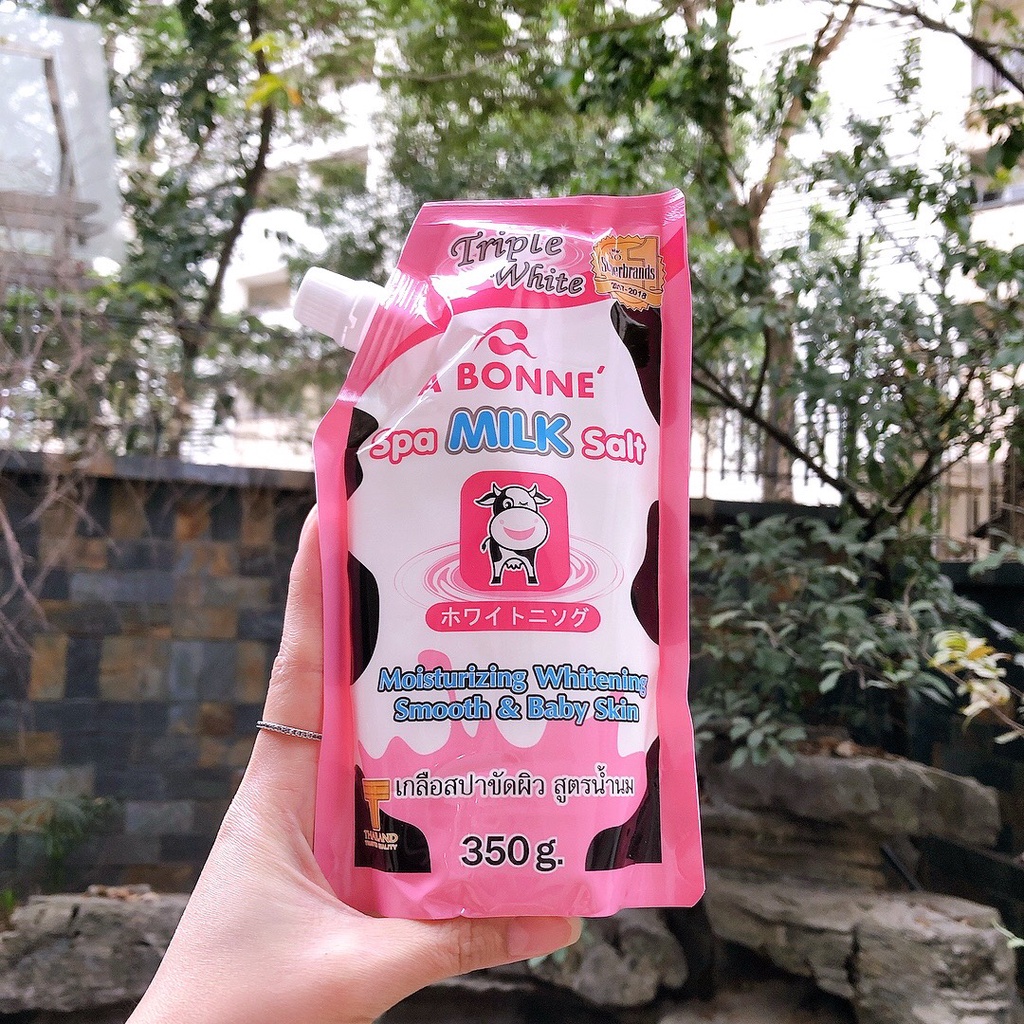 Triple
White
Superbrands
A BONNE'
Spa MILK Salt
ホワイトニソグ
Moisturizing Whitening
Smooth & Baby Skin
เกลือสปาขัดผิว สูตรน้ำนม
THAILAND
350 g.